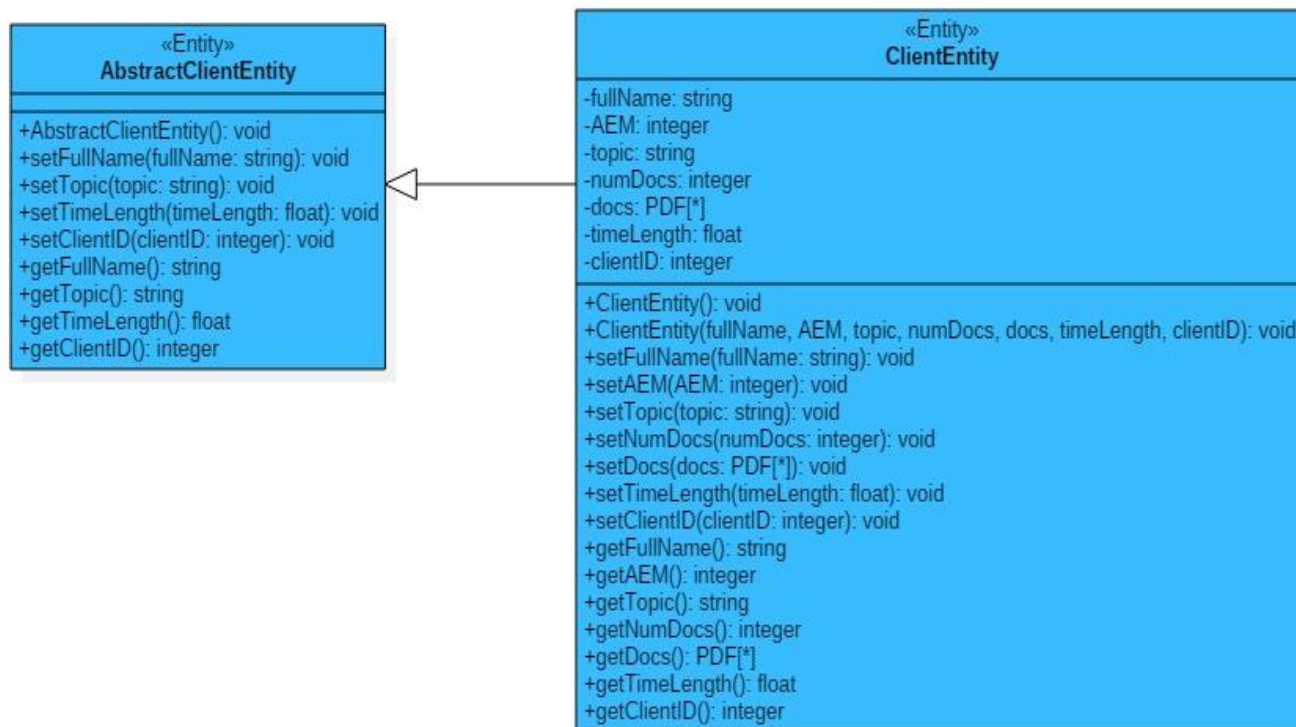 «Entity»
AbstractClientEntity
+AbstractClientEntity(): void
+setFullName(fullName: string): void
+setTopic(topic: string): void
+setTimeLength(timeLength: float): void
+setClientID(clientID: integer): void
+getFullName(): string
+getTopic(): string
+getTimeLength(): float
+getClientID(): integer
«Entity»
ClientEntity
-fullName: string
-AEM: integer
-topic: string
-numDocs: integer
-docs: PDF[*]
-timeLength: float
-clientID: integer
+ClientEntity(): void
+ClientEntity(fullName, AEM, topic, numDocs, docs, timeLength, clientID): void
+setFullName(fullName: string): void
+setAEM(AEM: integer): void
+setTopic(topic: string): void
+setNumDocs(numDocs: integer): void
+setDocs(docs: PDF[*]): void
+setTimeLength(timeLength: float): void
+setClientID(clientID: integer): void
+getFullName(): string
+getAEM(): integer
+getTopic(): string
+getNumDocs(): integer
+getDocs(): PDF[*]
+getTimeLength(): float
+getClientID(): integer